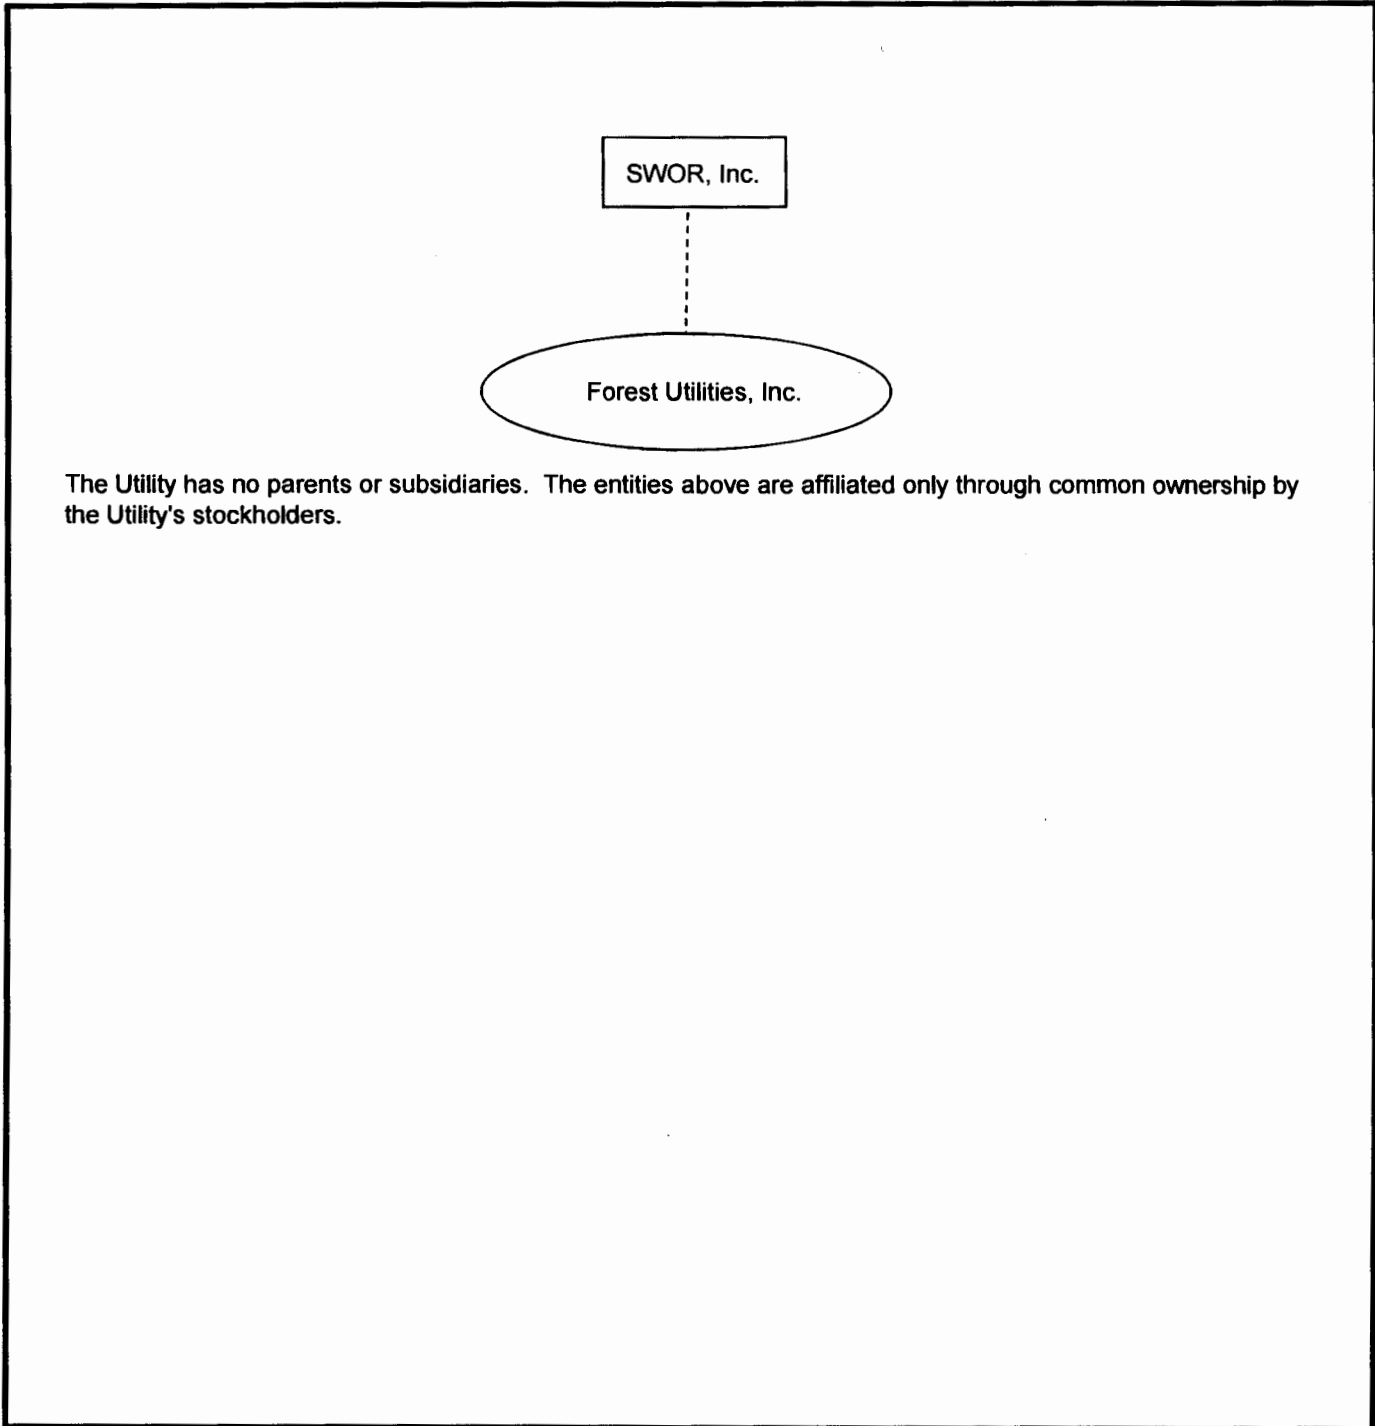 SWOR, Inc.
Forest Utilities, Inc.
The Utility has no parents or subsidiaries.  The entities above are affiliated only through common ownership by
the Utility's stockholders.